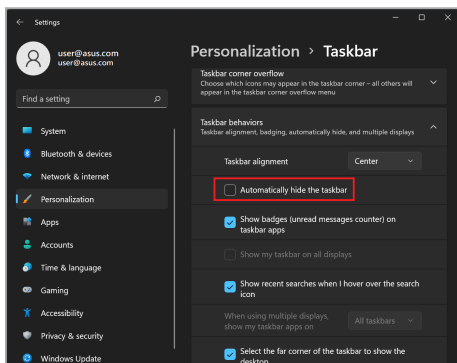 Settings
user@asus.com
user@asus.com
Find a setting
System
Bluetooth & devices
Network & internet
Personalization
Apps
Accounts
Time & language
Gaming
Accessibility
Privacy & security
Windows Update
Personalization > Taskbar
Taskbar corner overflow
Choose which icons may appear in the taskbar corner – all others will
appear in the taskbar corner overflow menu
Taskbar behaviors
Taskbar alignment, badging, automatically hide, and multiple displays
Taskbar alignment
Center
Automatically hide the taskbar
Show badges (unread messages counter) on
taskbar apps
Show my taskbar on all displays
Show recent searches when I hover over the search
icon
When using multiple displays,
show my taskbar apps on
All taskbars
Select the far corner of the taskbar to show the
desktop